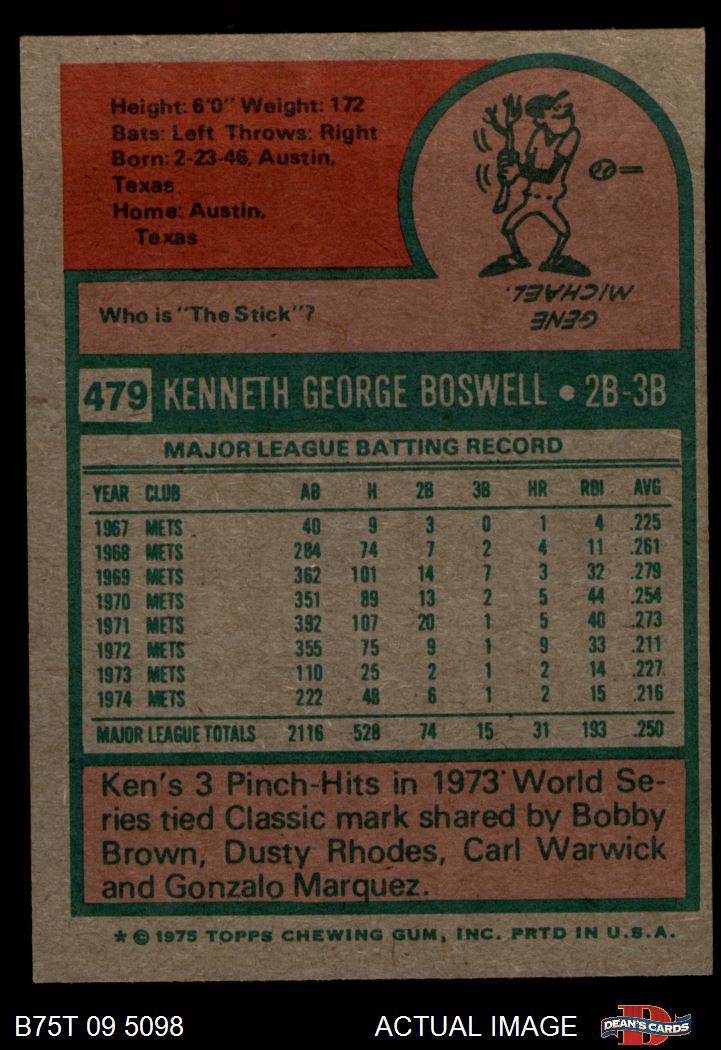 Height: 6'0" Weight: 172
Bats: Left Throws: Right
Born: 2-23-46, Austin,
Texas
Home: Austin,
Texas
Who is "The Stick"?
GENE
MICHAEL.
479 KENNETH GEORGE BOSWELL • 2B-3B
MAJOR LEAGUE BATTING RECORD
YEAR CLUB AB H 2B 3B HR RBI AVG
1967 METS 40 9 3 0 1 4 .225
1968 METS 284 74 7 2 4 11 .261
1969 METS 362 101 14 7 3 32 .279
1970 METS 351 89 13 2 5 44 .254
1971 METS 392 107 20 1 5 40 .273
1972 METS 355 75 9 1 9 33 .211
1973 METS 110 25 2 1 2 14 .227
1974 METS 222 48 6 1 2 15 .216
MAJOR LEAGUE TOTALS 2116 528 74 15 31 193 .250
Ken's 3 Pinch-Hits in 1973 World Se-
ries tied Classic mark shared by Bobby
Brown, Dusty Rhodes, Carl Warwick
and Gonzalo Marquez.
* © 1975 TOPPS CHEWING GUM, INC. PRTD IN U.S.A.
B75T 09 5098 ACTUAL IMAGE D DEAN'S CARDS